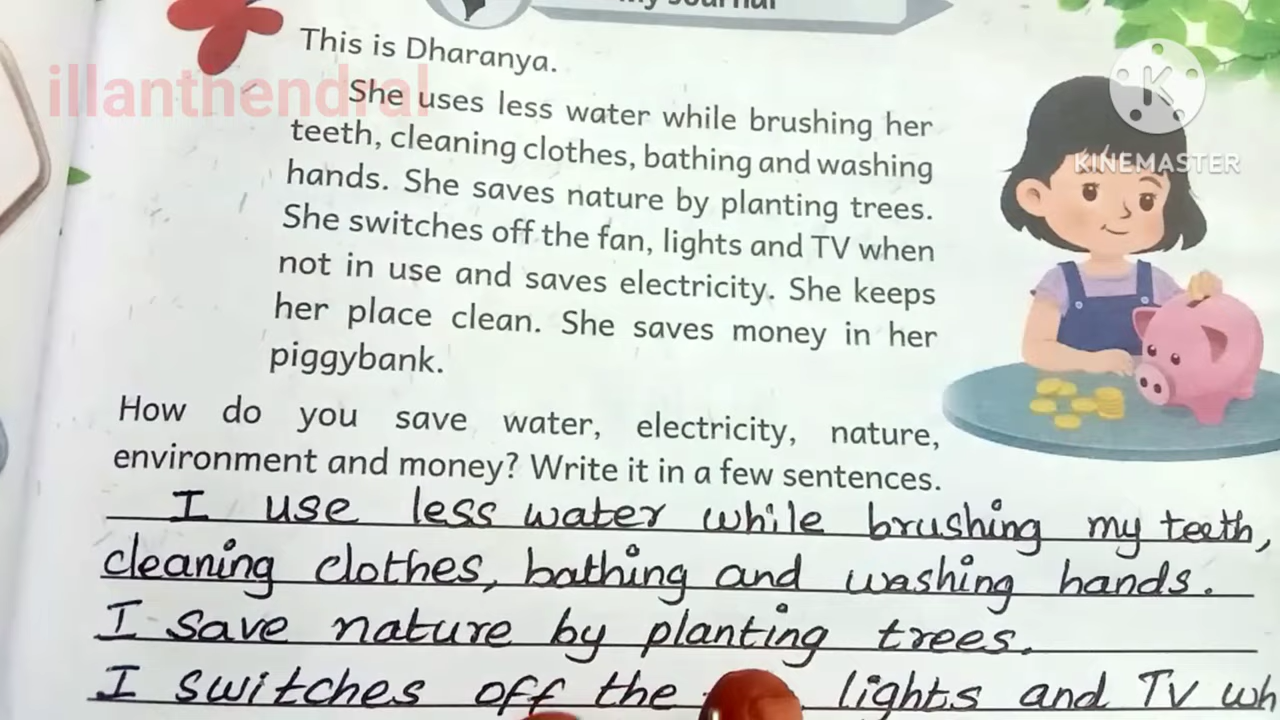 My Journal
This is Dharanya.
illanthendral
She uses less water while brushing her
teeth, cleaning clothes, bathing and washing
hands. She saves nature by planting trees.
She switches off the fan, lights and TV when
not in use and saves electricity. She keeps
her place clean. She saves money in her
piggybank.
K
KINEMASTER
How do you save water, electricity, nature,
environment and money? Write it in a few sentences.
I use less water while brushing my teeth,
cleaning clothes, bathing and washing hands.
I save nature by planting trees.
I switches off the lights and TV wh